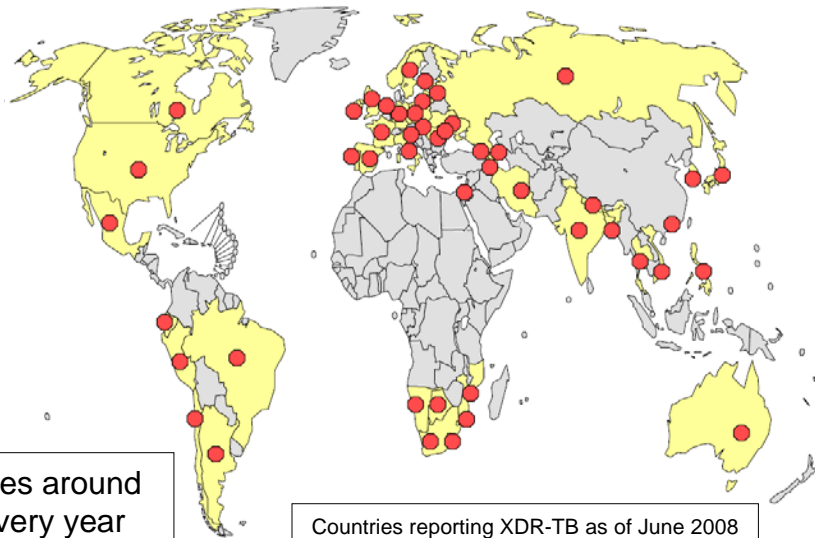 es around
very year
Countries reporting XDR-TB as of June 2008